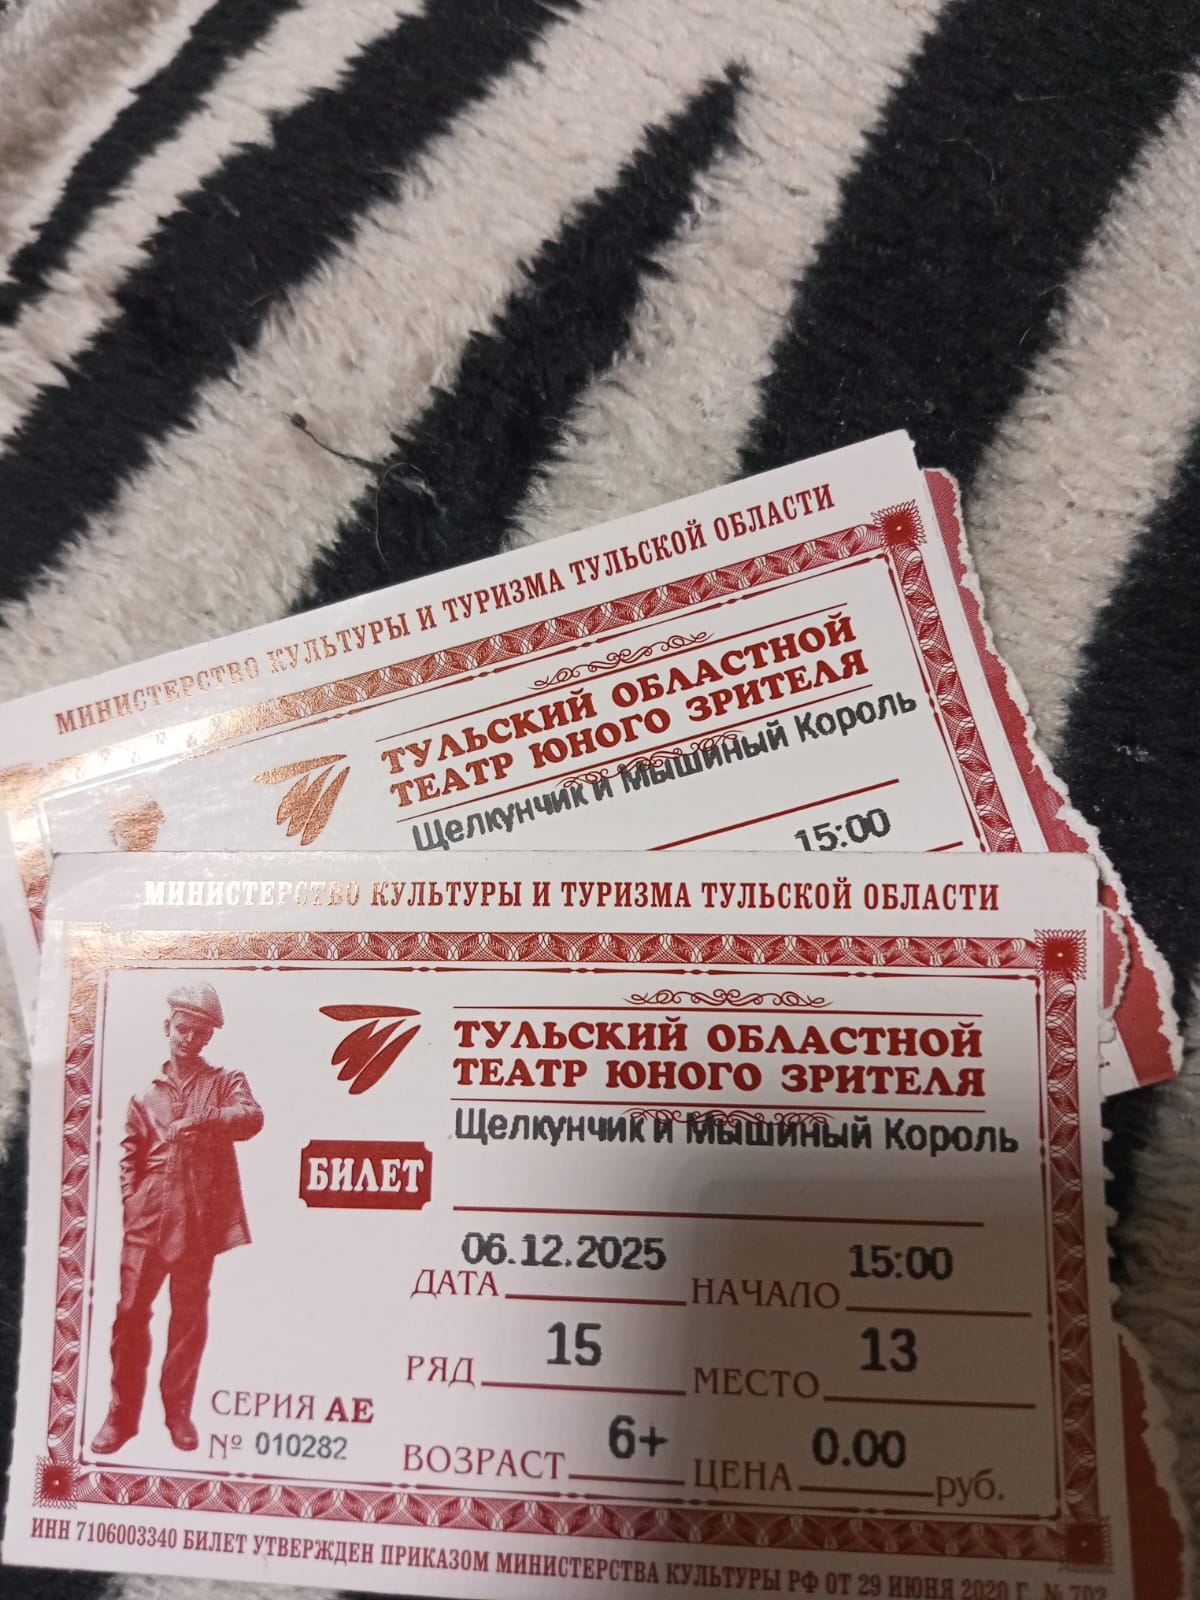 МИНИСТЕРСТВО КУЛЬТУРЫ И ТУРИЗМА ТУЛЬСКОЙ ОБЛАСТИ
ТУЛЬСКИЙ ОБЛАСТНОЙ
ТЕАТР ЮНОГО ЗРИТЕЛЯ
Щелкунчик и Мышиный Король
15:00
МИНИСТЕРСТВО КУЛЬТУРЫ И ТУРИЗМА ТУЛЬСКОЙ ОБЛАСТИ
ТУЛЬСКИЙ ОБЛАСТНОЙ
ТЕАТР ЮНОГО ЗРИТЕЛЯ
Щелкунчик и Мышиный Король
БИЛЕТ
ДАТА 06.12.2025 НАЧАЛО 15:00
РЯД 15 МЕСТО 13
СЕРИЯ АЕ
№ 010282 ВОЗРАСТ 6+ ЦЕНА 0.00 руб.
ИНН 7106003340 БИЛЕТ УТВЕРЖДЕН ПРИКАЗОМ МИНИСТЕРСТВА КУЛЬТУРЫ РФ ОТ 29 ИЮНЯ 2020 Г. № 702